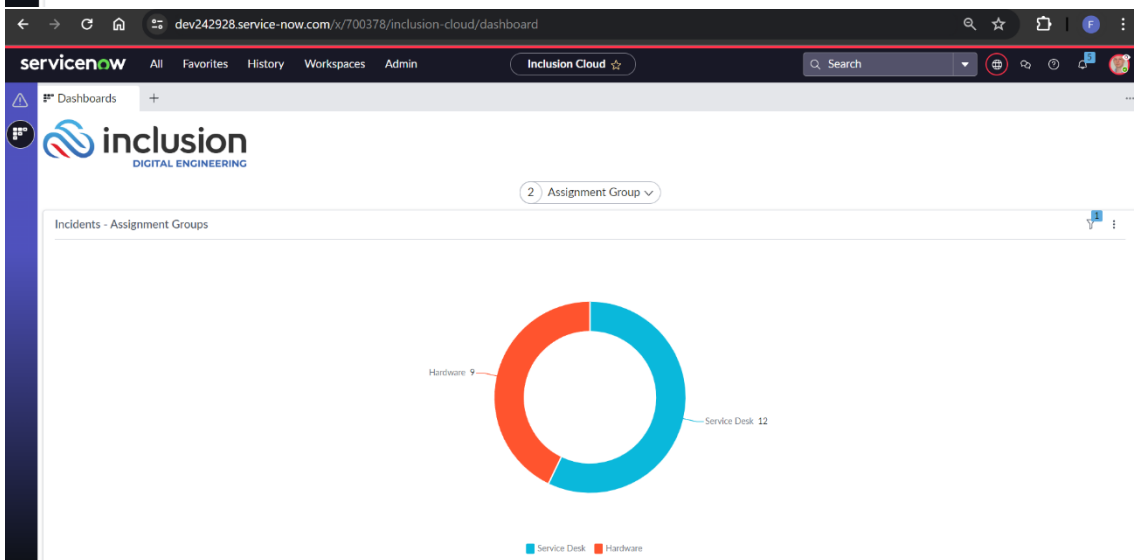 dev242928.service-now.com/x/700378/inclusion-cloud/dashboard
F
servicenow All Favorites History Workspaces Admin Inclusion Cloud Search 5
Dashboards
inclusion
DIGITAL ENGINEERING
2 Assignment Group
Incidents - Assignment Groups 1
Hardware 9
Service Desk 12
Service Desk Hardware